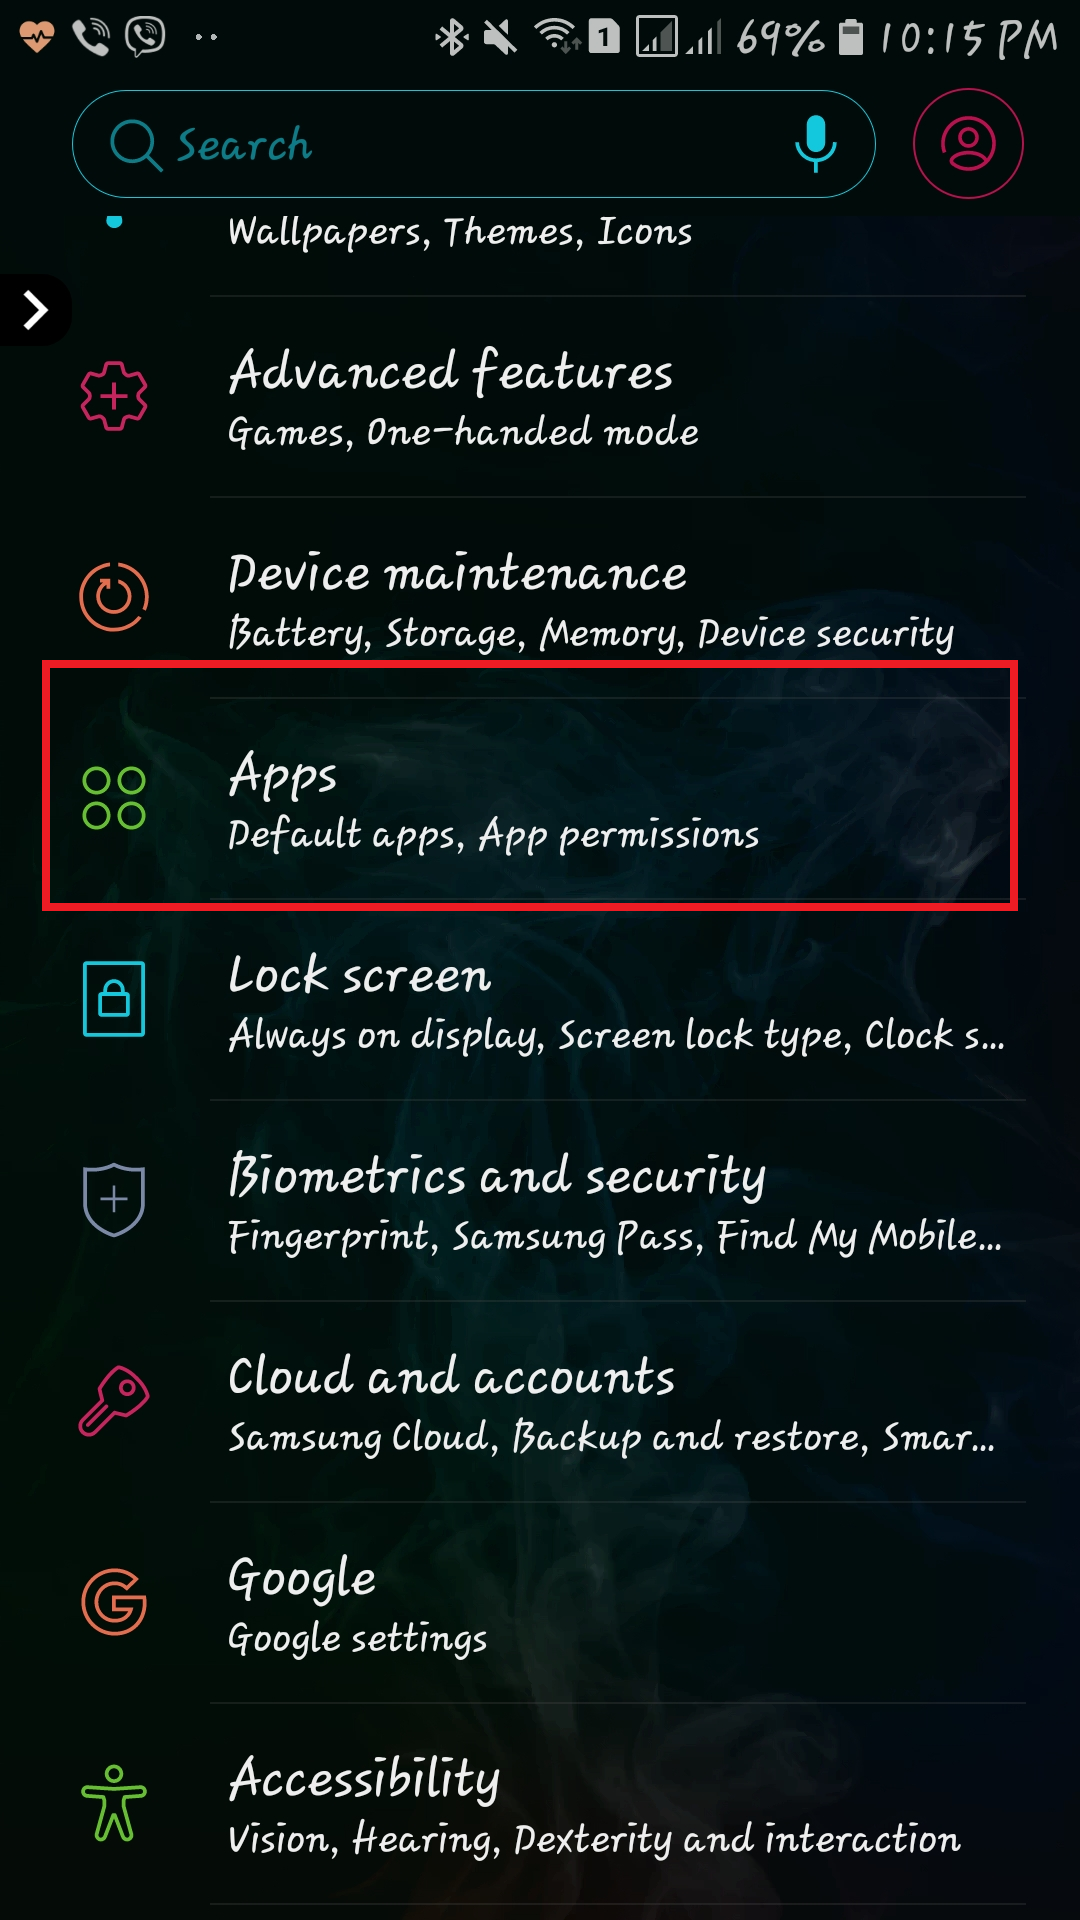 69% 10:15 PM
Search
Wallpapers, Themes, Icons
Advanced features
Games, One-handed mode
Device maintenance
Battery, Storage, Memory, Device security
Apps
Default apps, App permissions
Lock screen
Always on display, Screen lock type, Clock s...
Biometrics and security
Fingerprint, Samsung Pass, Find My Mobile...
Cloud and accounts
Samsung Cloud, Backup and restore, Smar...
Google
Google settings
Accessibility
Vision, Hearing, Dexterity and interaction